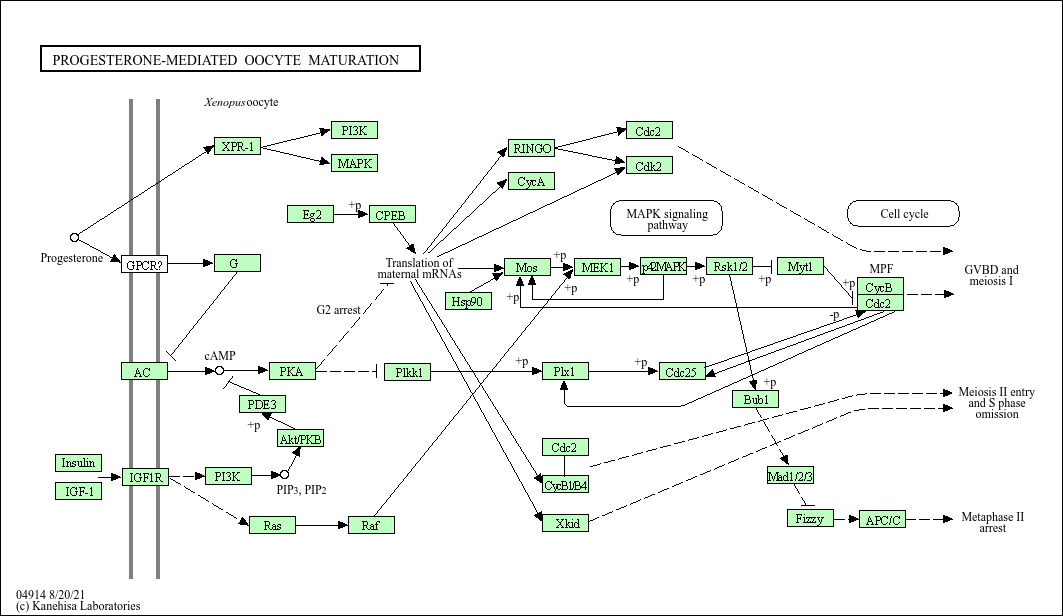 PROGESTERONE-MEDIATED OOCYTE MATURATION
Xenopus oocyte
XPR-1
PI3K
MAPK
RINGO
Cdc2
Cdk2
CycA
Eg2
+p
CPEB
MAPK signaling
pathway
Cell cycle
Progesterone
GPCR?
G
Translation of
maternal mRNAs
Mos
+p
MEK1
p42MAPK
Rsk1/2
Myt1
MPF
CycB
Cdc2
GVBD and
meiosis I
+p
+p
+p
+p
+p
Hsp90
-p
G2 arrest
cAMP
AC
PKA
Plkk1
+p
Plx1
+p
Cdc25
+p
Bub1
PDE3
+p
Akt/PKB
Meiosis II entry
and S phase
omission
Cdc2
CycB1/B4
Insulin
IGF-1
IGF1R
PI3K
PIP3, PIP2
Mad1/2/3
Ras
Raf
Xkid
Fizzy
APC/C
Metaphase II
arrest
04914 8/20/21
(c) Kanehisa Laboratories